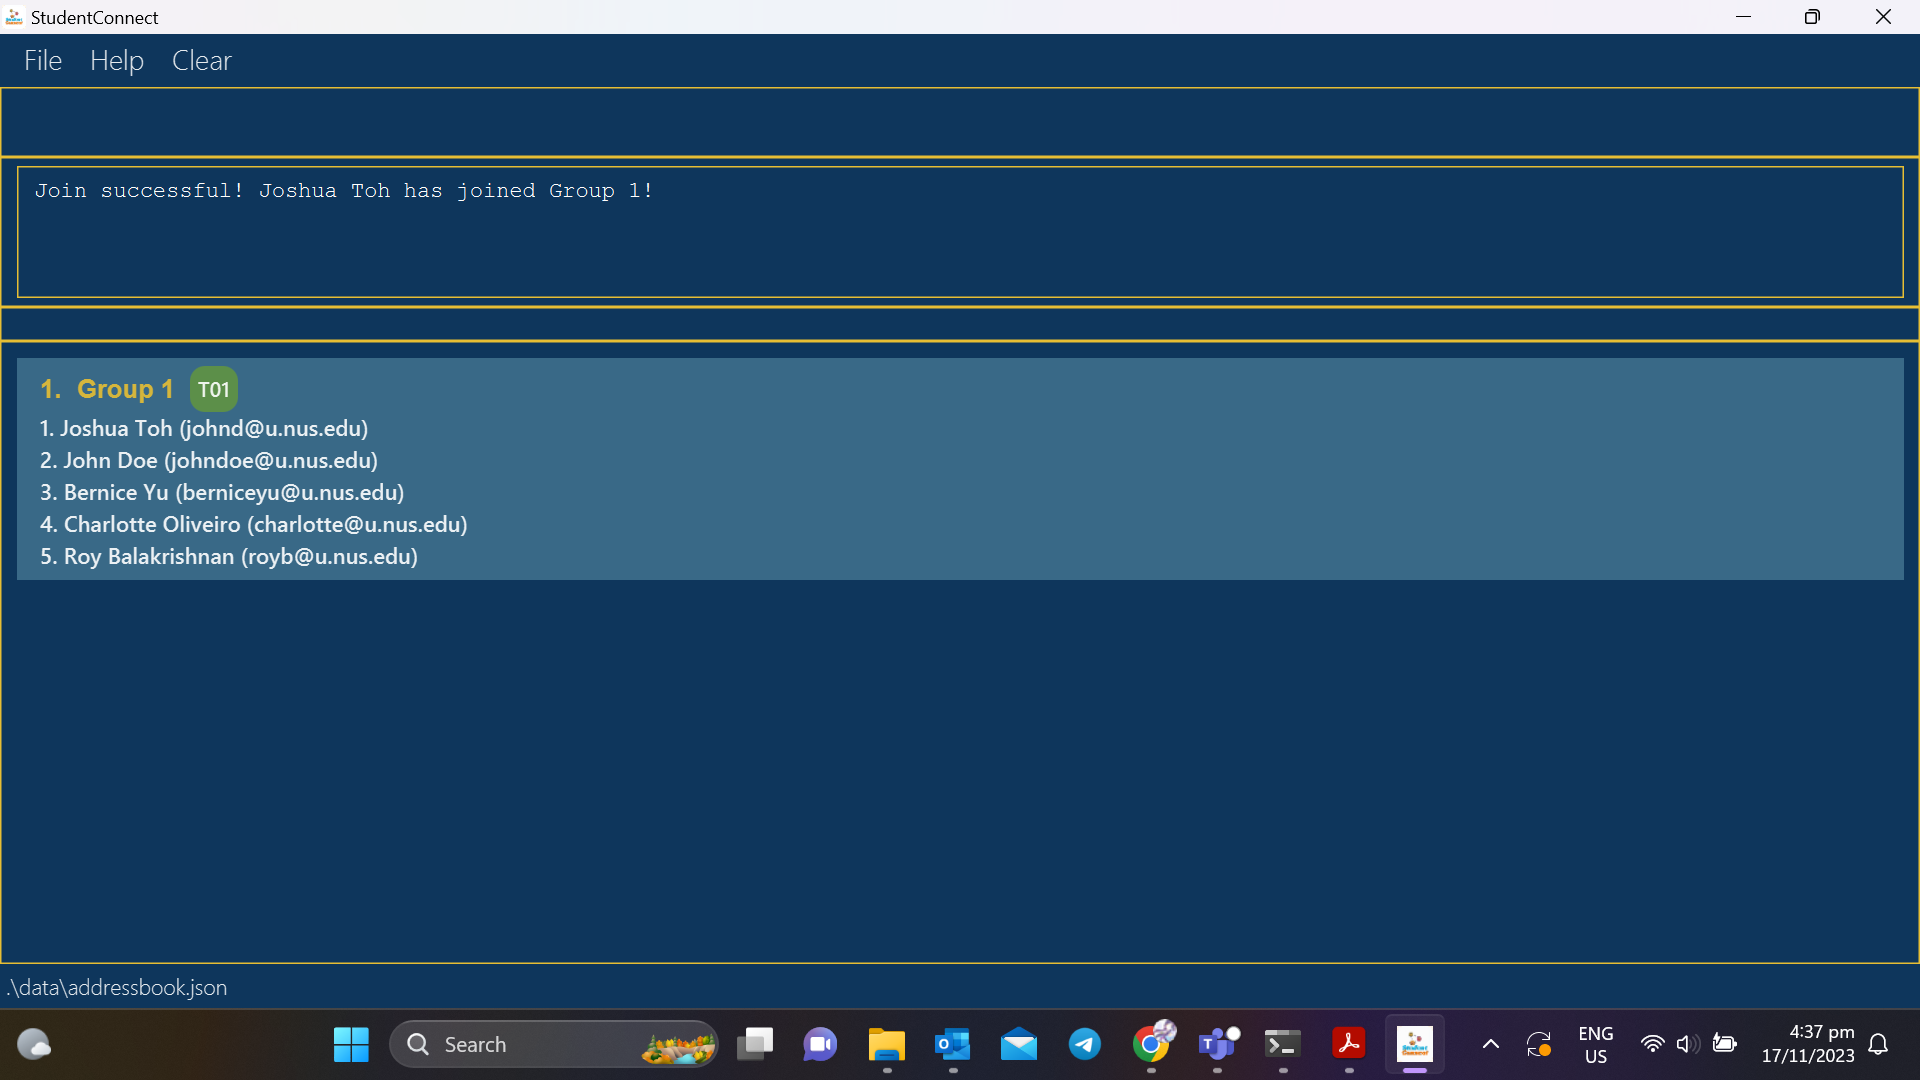 StudentConnect
File Help Clear
Join successful! Joshua Toh has joined Group 1!
1. Group 1 T01
1. Joshua Toh (johnd@u.nus.edu)
2. John Doe (johndoe@u.nus.edu)
3. Bernice Yu (berniceyu@u.nus.edu)
4. Charlotte Oliveiro (charlotte@u.nus.edu)
5. Roy Balakrishnan (royb@u.nus.edu)
.\data\addressbook.json
Search
ENG
US
4:37 pm
17/11/2023